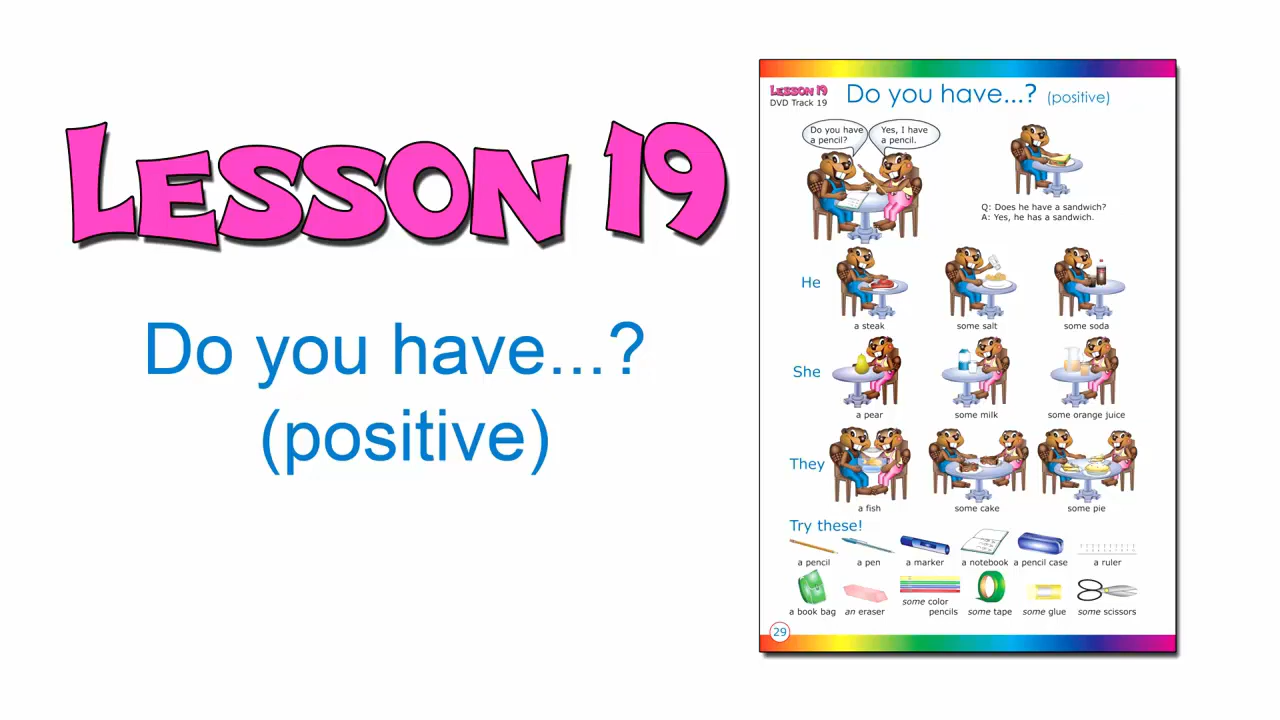 LESSON 19
Do you have...?
(positive)
LESSON 19
DVD Track 19
Do you have...? (positive)
Do you have
a pencil?
Yes, I have
a pencil.
Q: Does he have a sandwich?
A: Yes, he has a sandwich.
He
a steak
some salt
some soda
She
a pear
some milk
some orange juice
They
a fish
some cake
some pie
Try these!
a pencil
a pen
a marker
a notebook
a pencil case
a ruler
a book bag
an eraser
some color
pencils
some tape
some glue
some scissors
29